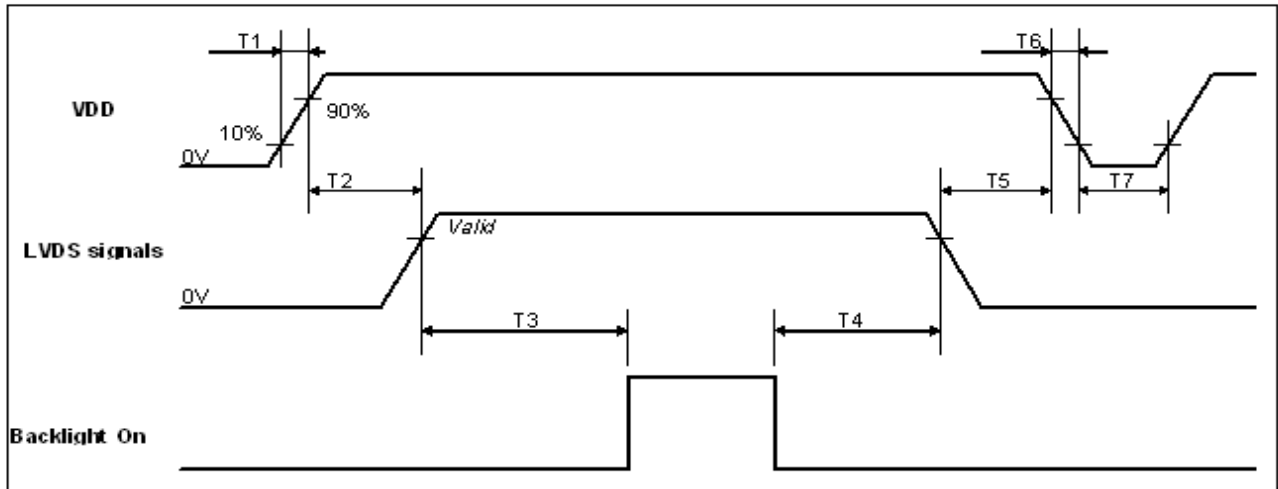 T1
T6
VDD
90%
10%
0V
T2
T5
T7
Valid
LVDS signals
0V
T3
T4
Backlight On